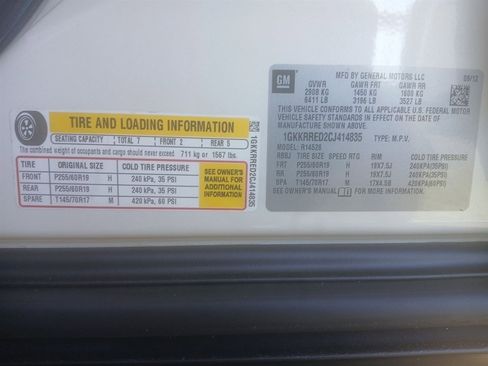 TIRE AND LOADING INFORMATION
SEATING CAPACITY TOTAL 7 FRONT 2 REAR 5
The combined weight of occupants and cargo should never exceed 711 kg or 1567 lbs.
TIRE ORIGINAL SIZE COLD TIRE PRESSURE
FRONT P255/60R19 H 240 kPa, 35 PSI
REAR P255/60R19 H 240 kPa, 35 PSI
SPARE T145/70R17 M 420 kPa, 60 PSI
SEE OWNER'S
MANUAL FOR
ADDITIONAL
INFORMATION
1GKKRRED2CJ414835
GM
MFD BY GENERAL MOTORS LLC
05/12
GVWR GAWR FRT GAWR RR
2908 KG 1450 KG 1600 KG
6411 LB 3196 LB 3527 LB
THIS VEHICLE CONFORMS TO ALL APPLICABLE U.S. FEDERAL MOTOR
VEHICLE SAFETY STANDARDS IN EFFECT ON THE DATE OF
MANUFACTURE SHOWN ABOVE.
1GKKRRED2CJ414835 TYPE: M.P.V.
MODEL: R14526
TIRE SIZE SPEED RTG RIM COLD TIRE PRESSURE
FRT P255/60R19 H 19X7.5J 240KPA(35PSI)
RR P255/60R19 H 19X7.5J 240KPA(35PSI)
SPA T145/70R17 M 17X4.5B 420KPA(60PSI)
SEE OWNER'S MANUAL i FOR MORE INFORMATION.